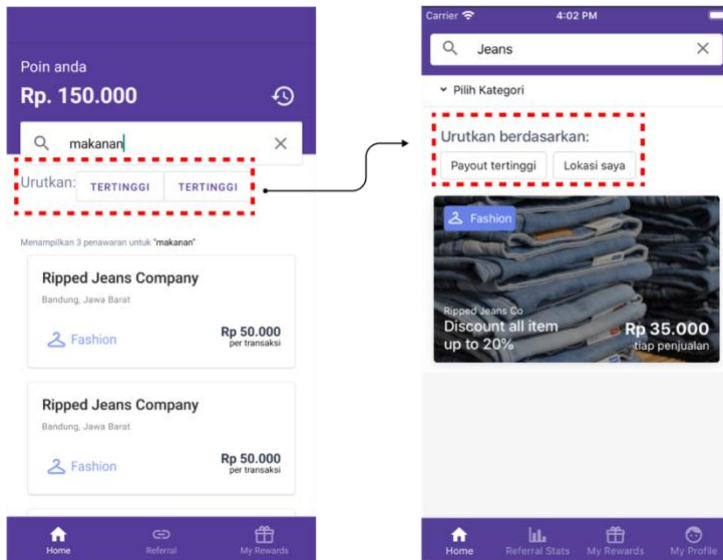 Poin anda
Rp. 150.000
makanan
Urutkan: TERTINGGI TERTINGGI
Menampilkan 3 penawaran untuk "makanan"
Ripped Jeans Company
Bandung, Jawa Barat
Fashion
Rp 50.000
per transaksi
Ripped Jeans Company
Bandung, Jawa Barat
Fashion
Rp 50.000
per transaksi
Home Referral My Rewards
Carrier 4:02 PM
Jeans
Pilih Kategori
Urutkan berdasarkan:
Payout tertinggi Lokasi saya
Fashion
Ripped Jeans Co
Discount all item
up to 20%
Rp 35.000
tiap penjualan
Home Referral Stats My Rewards My Profile